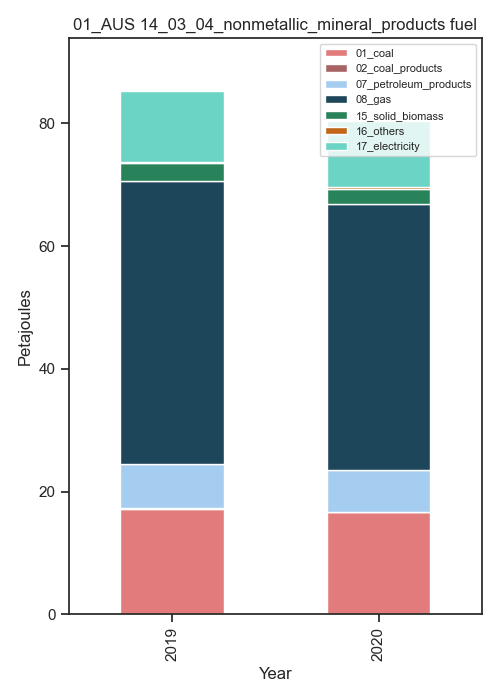 01_AUS 14_03_04_nonmetallic_mineral_products fuel
01_coal
02_coal_products
07_petroleum_products
08_gas
15_solid_biomass
16_others
17_electricity
80
60
40
20
0
Petajoules
2019
2020
Year